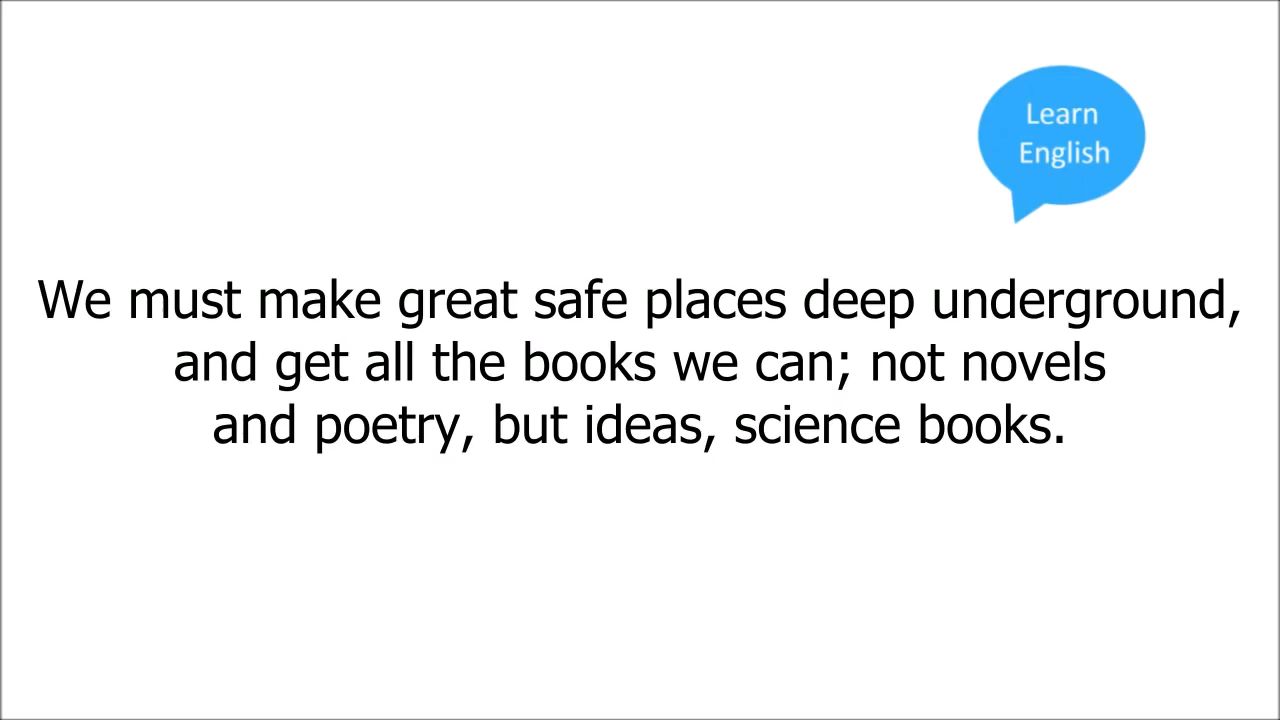 Learn
English
We must make great safe places deep underground,
and get all the books we can; not novels
and poetry, but ideas, science books.